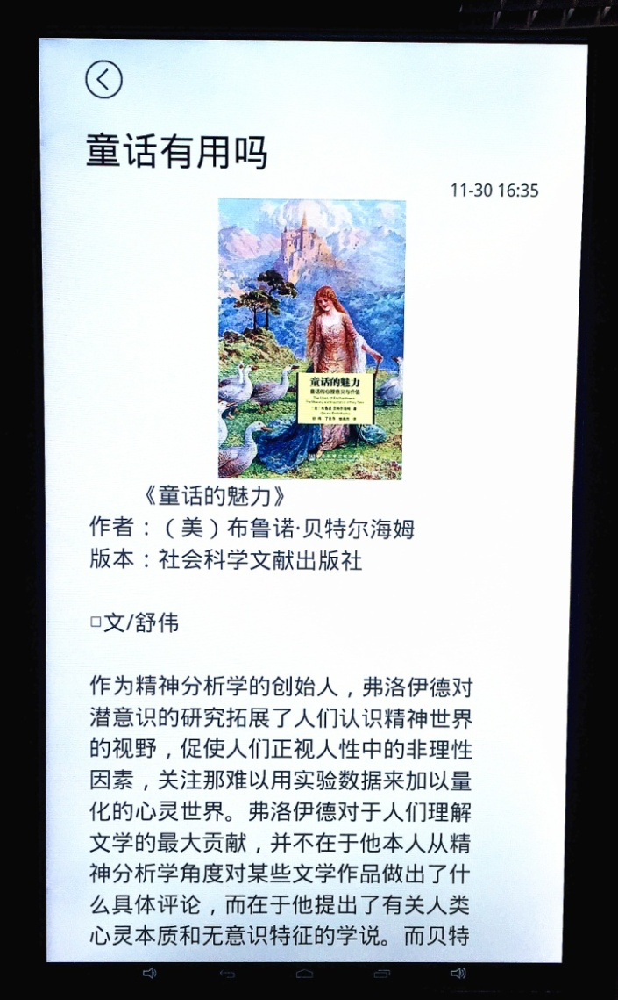 童话有用吗
11-30 16:35
童话的魅力
童话的心理意义与价值
The Uses of Enchantment
《童话的魅力》
作者：（美）布鲁诺·贝特尔海姆
版本：社会科学文献出版社
□文/舒伟
作为精神分析学的创始人，弗洛伊德对
潜意识的研究拓展了人们认识精神世界
的视野，促使人们正视人性中的非理性
因素，关注那难以用实验数据来加以量
化的心灵世界。弗洛伊德对于人们理解
文学的最大贡献，并不在于他本人从精
神分析学角度对某些文学作品做出了什
么具体评论，而在于他提出了有关人类
心灵本质和无意识特征的学说。而贝特